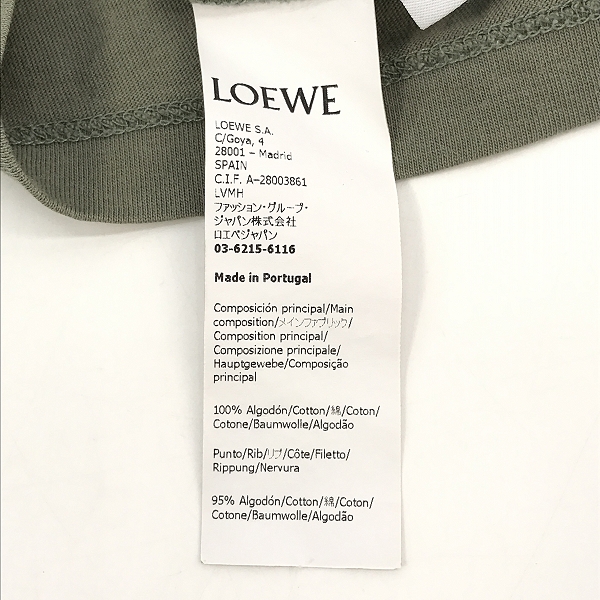 LOEWE
LOEWE S.A.
C/Goya, 4
28001 - Madrid
SPAIN
C.I.F. A-28003861
LVMH
ファッション・グループ・
ジャパン株式会社
ロエベジャパン
03-6215-6116
Made in Portugal
Composición principal/Main
composition/メインファブリック/
Composition principal/
Composizione principale/
Hauptgewebe/Composição
principal
100% Algodón/Cotton/綿/Coton/
Cotone/Baumwolle/Algodão
Punto/Rib/リブ/Côte/Filetto/
Rippung/Nervura
95% Algodón/Cotton/綿/Coton/
Cotone/Baumwolle/Algodão